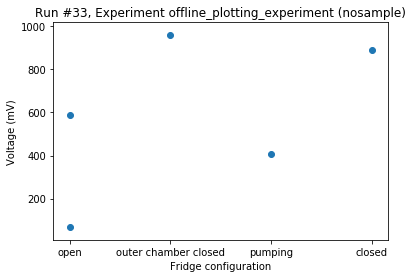 Run #33, Experiment offline_plotting_experiment (nosample)
1000
800
600
400
200
Voltage (mV)
open
outer chamber closed
pumping
closed
Fridge configuration